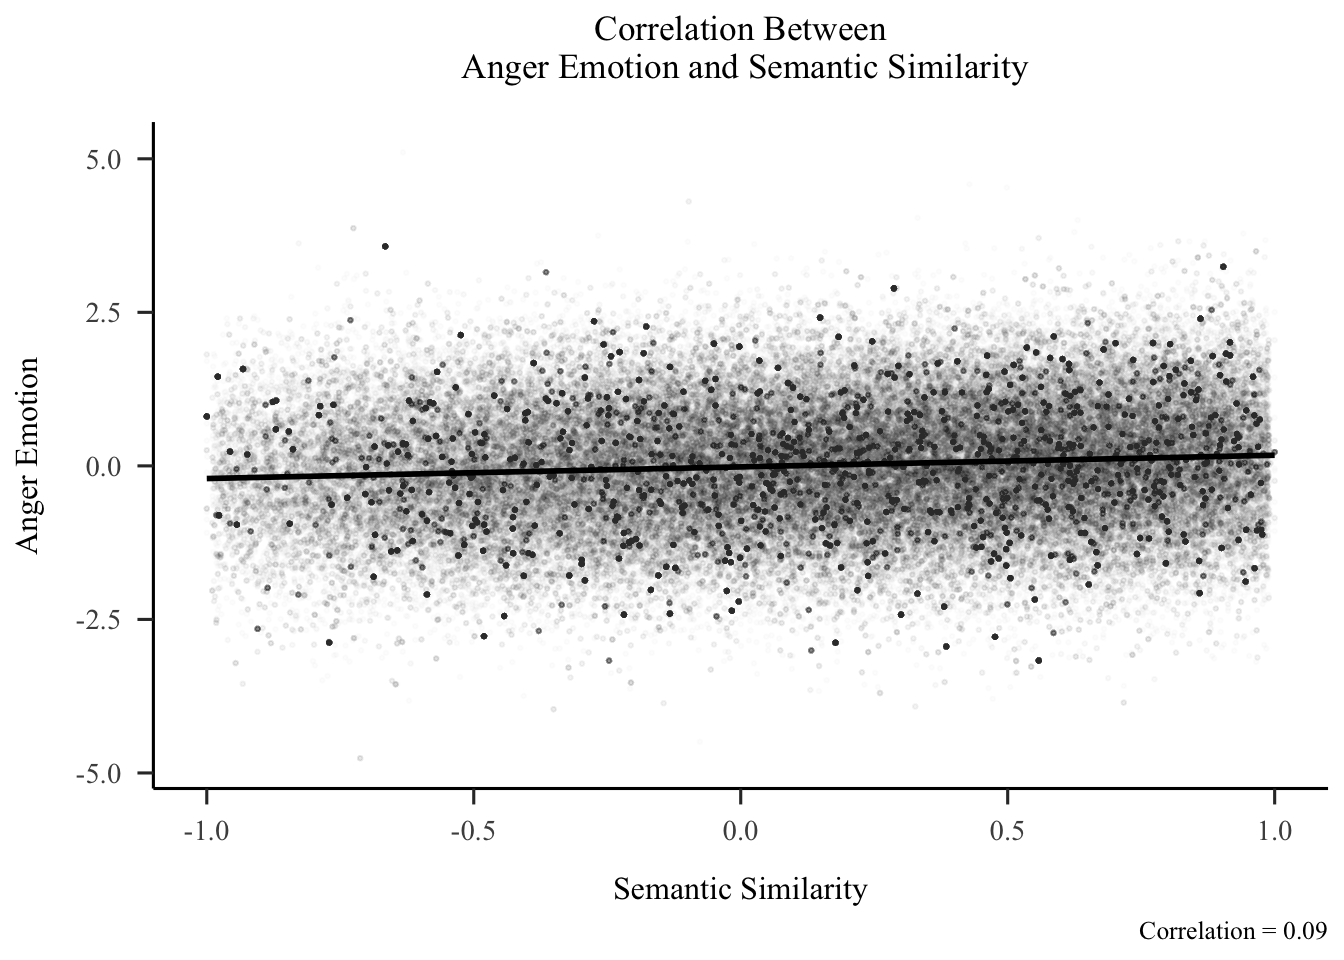 Correlation Between
Anger Emotion and Semantic Similarity
5.0
2.5
0.0
-2.5
-5.0
Anger Emotion
-1.0
-0.5
0.0
0.5
1.0
Semantic Similarity
Correlation = 0.09